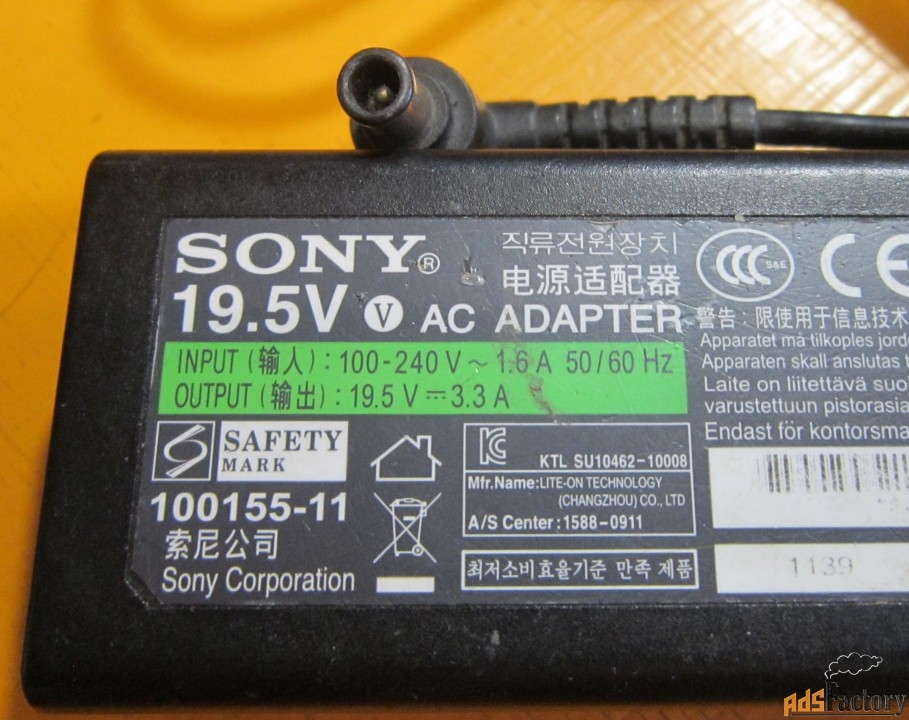 SONY®
직류전원장치
电源适配器
19.5V V AC ADAPTER
INPUT (输入) : 100-240 V ~ 1.6 A 50/60 Hz
OUTPUT (输出) : 19.5 V ⎓ 3.3 A
SAFETY
MARK
100155-11
索尼公司
Sony Corporation
KC
KTL SU10462-10008
Mfr.Name:LITE-ON TECHNOLOGY
(CHANGZHOU) CO., LTD
A/S Center:1588-0911
최저소비효율기준 만족 제품
CCC S&E
CE
警告 : 限使用于信息技术
Apparatet må tilkoples jord
Apparaten skall anslutas t
Laite on liitettävä suo
varustettuun pistorasia
Endast för kontorsma
1139
AdsFactory